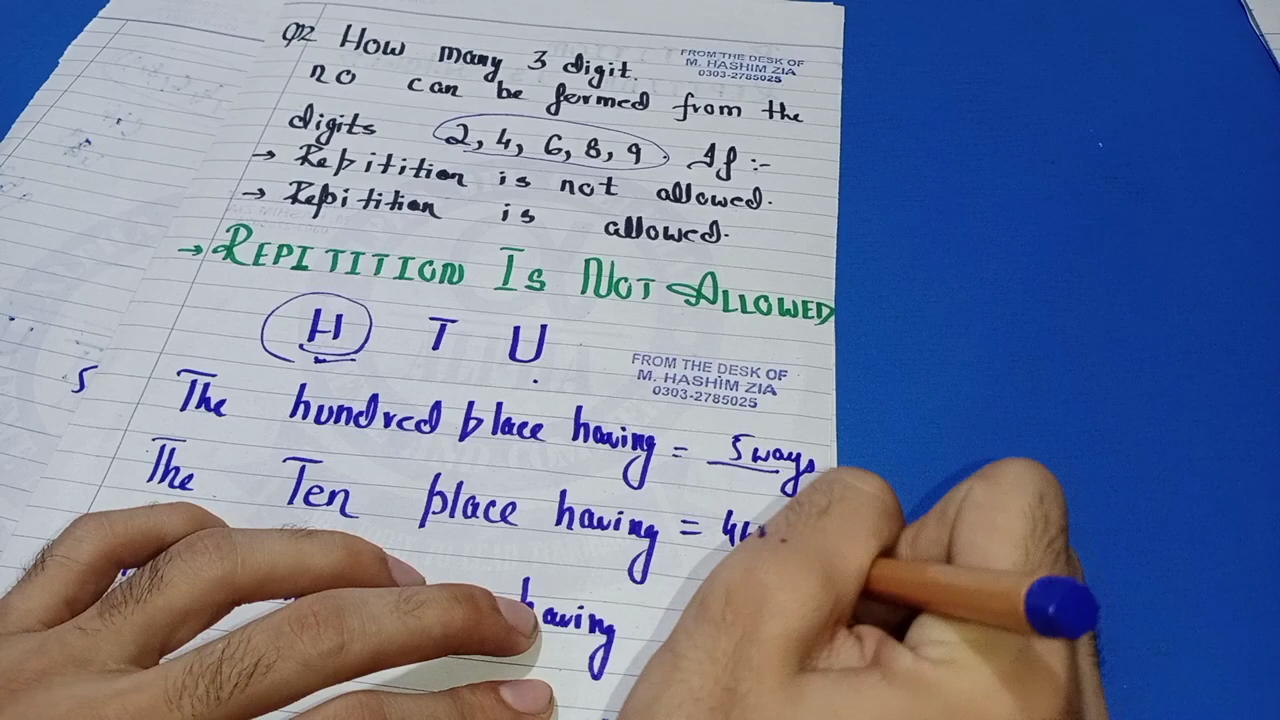 Q2 How many 3 digit.
FROM THE DESK OF
M. HASHIM ZIA
0303-2785025
no can be formed from the
digits 2, 4, 6, 8, 9. If :-
→ Repitition is not allowed.
→ Repitition is allowed.
→ REPITITION IS NOT ALLOWED
H T U
FROM THE DESK OF
M. HASHIM ZIA
0303-2785025
5
The hundred place having = 5 ways
The Ten place having = 4
having